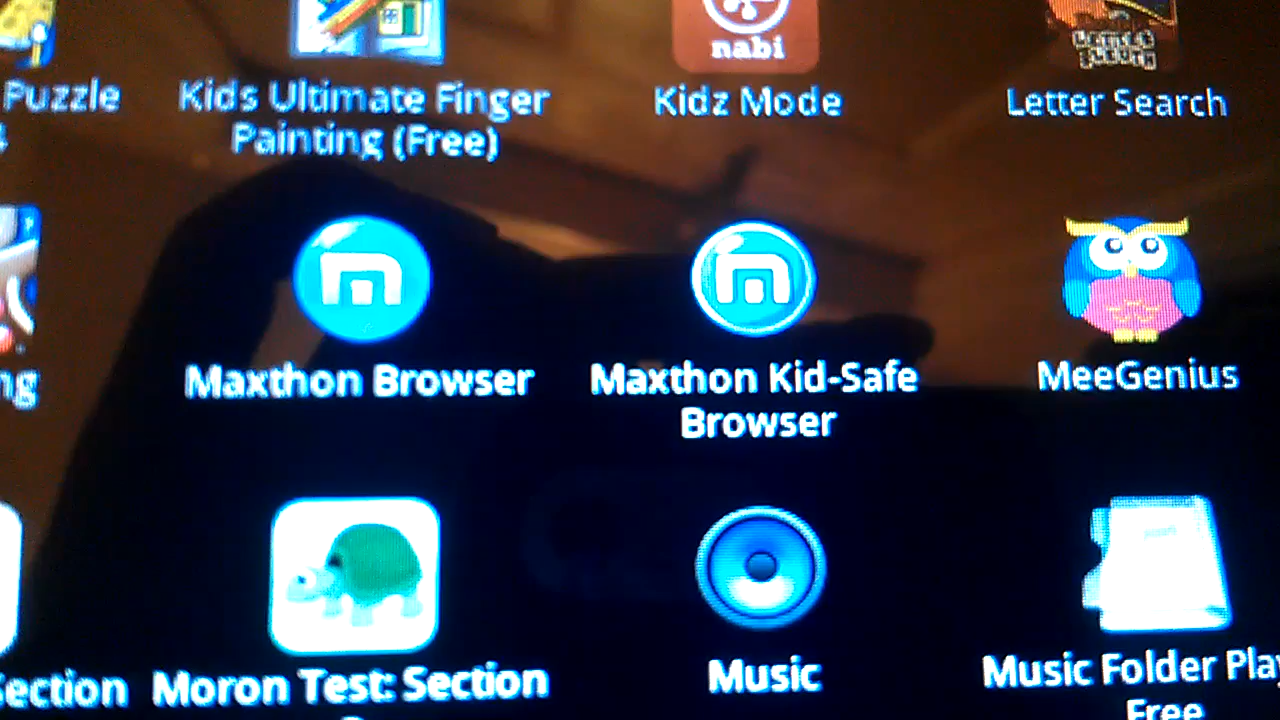 Puzzle
Kids Ultimate Finger
Painting (Free)
nabi
Kidz Mode
Letter Search
ng
Maxthon Browser
Maxthon Kid-Safe
Browser
MeeGenius
Section
Moron Test: Section
Music
Music Folder Play
Free